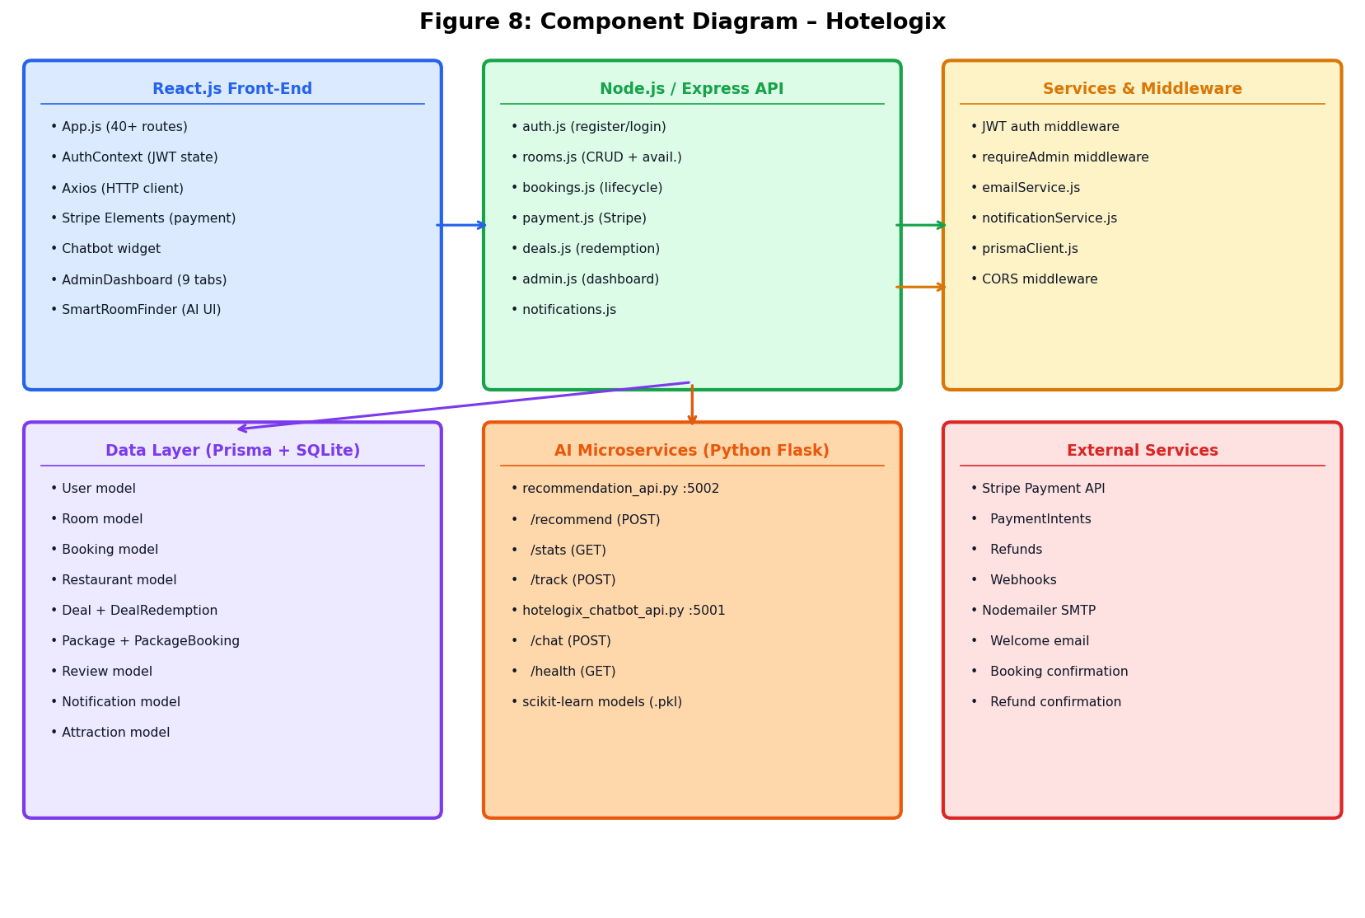 Figure 8: Component Diagram – Hotelogix
React.js Front-End
• App.js (40+ routes)
• AuthContext (JWT state)
• Axios (HTTP client)
• Stripe Elements (payment)
• Chatbot widget
• AdminDashboard (9 tabs)
• SmartRoomFinder (AI UI)
Node.js / Express API
• auth.js (register/login)
• rooms.js (CRUD + avail.)
• bookings.js (lifecycle)
• payment.js (Stripe)
• deals.js (redemption)
• admin.js (dashboard)
• notifications.js
Services & Middleware
• JWT auth middleware
• requireAdmin middleware
• emailService.js
• notificationService.js
• prismaClient.js
• CORS middleware
Data Layer (Prisma + SQLite)
• User model
• Room model
• Booking model
• Restaurant model
• Deal + DealRedemption
• Package + PackageBooking
• Review model
• Notification model
• Attraction model
AI Microservices (Python Flask)
• recommendation_api.py :5002
•   /recommend (POST)
•   /stats (GET)
•   /track (POST)
• hotelogix_chatbot_api.py :5001
•   /chat (POST)
•   /health (GET)
• scikit-learn models (.pkl)
External Services
• Stripe Payment API
•   PaymentIntents
•   Refunds
•   Webhooks
• Nodemailer SMTP
•   Welcome email
•   Booking confirmation
•   Refund confirmation